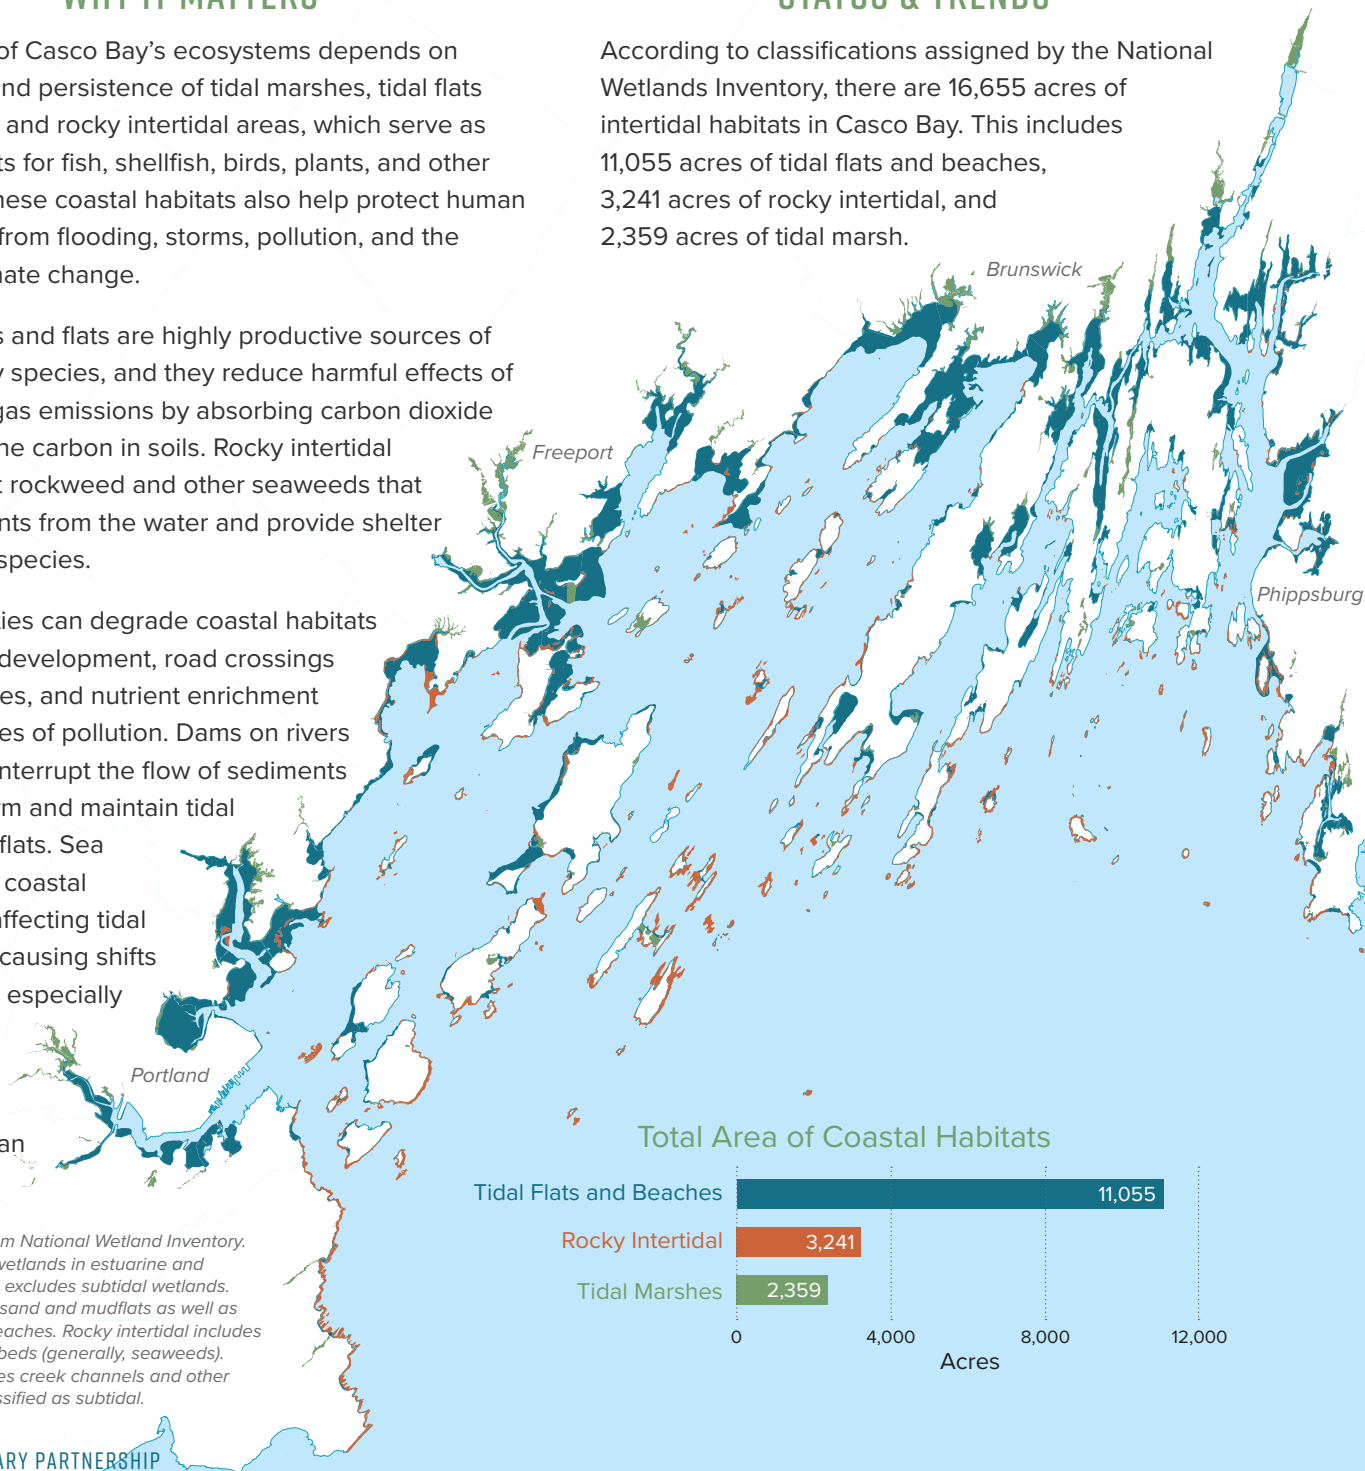 WHY IT MATTERS
of Casco Bay's ecosystems depends on
nd persistence of tidal marshes, tidal flats
and rocky intertidal areas, which serve as
ts for fish, shellfish, birds, plants, and other
hese coastal habitats also help protect human
from flooding, storms, pollution, and the
nate change.
s and flats are highly productive sources of
y species, and they reduce harmful effects of
gas emissions by absorbing carbon dioxide
ne carbon in soils. Rocky intertidal
t rockweed and other seaweeds that
nts from the water and provide shelter
species.
ties can degrade coastal habitats
development, road crossings
es, and nutrient enrichment
es of pollution. Dams on rivers
nterrupt the flow of sediments
rm and maintain tidal
flats. Sea
coastal
affecting tidal
causing shifts
especially
an
STATUS & TRENDS
According to classifications assigned by the National
Wetlands Inventory, there are 16,655 acres of
intertidal habitats in Casco Bay. This includes
11,055 acres of tidal flats and beaches,
3,241 acres of rocky intertidal, and
2,359 acres of tidal marsh.
Brunswick
Freeport
Phippsburg
Portland
Total Area of Coastal Habitats
Tidal Flats and Beaches 11,055
Rocky Intertidal 3,241
Tidal Marshes 2,359
0 4,000 8,000 12,000
Acres
m National Wetland Inventory.
wetlands in estuarine and
excludes subtidal wetlands.
sand and mudflats as well as
eaches. Rocky intertidal includes
beds (generally, seaweeds).
es creek channels and other
ssified as subtidal.
ARY PARTNERSHIP